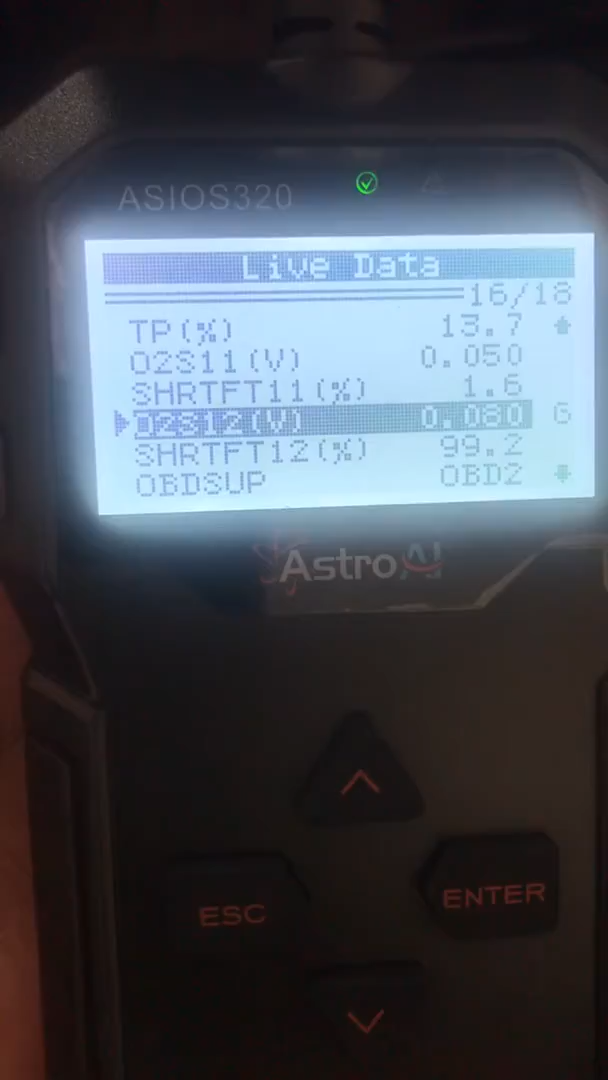 ASIOS320
Live Data
16/18
TP(%) 13.7
O2S11(V) 0.050
SHRTFT11(%) 1.6
O2S12(V) 0.080 G
SHRTFT12(%) 99.2
OBDSUP OBD2
AstroAI
ESC
ENTER